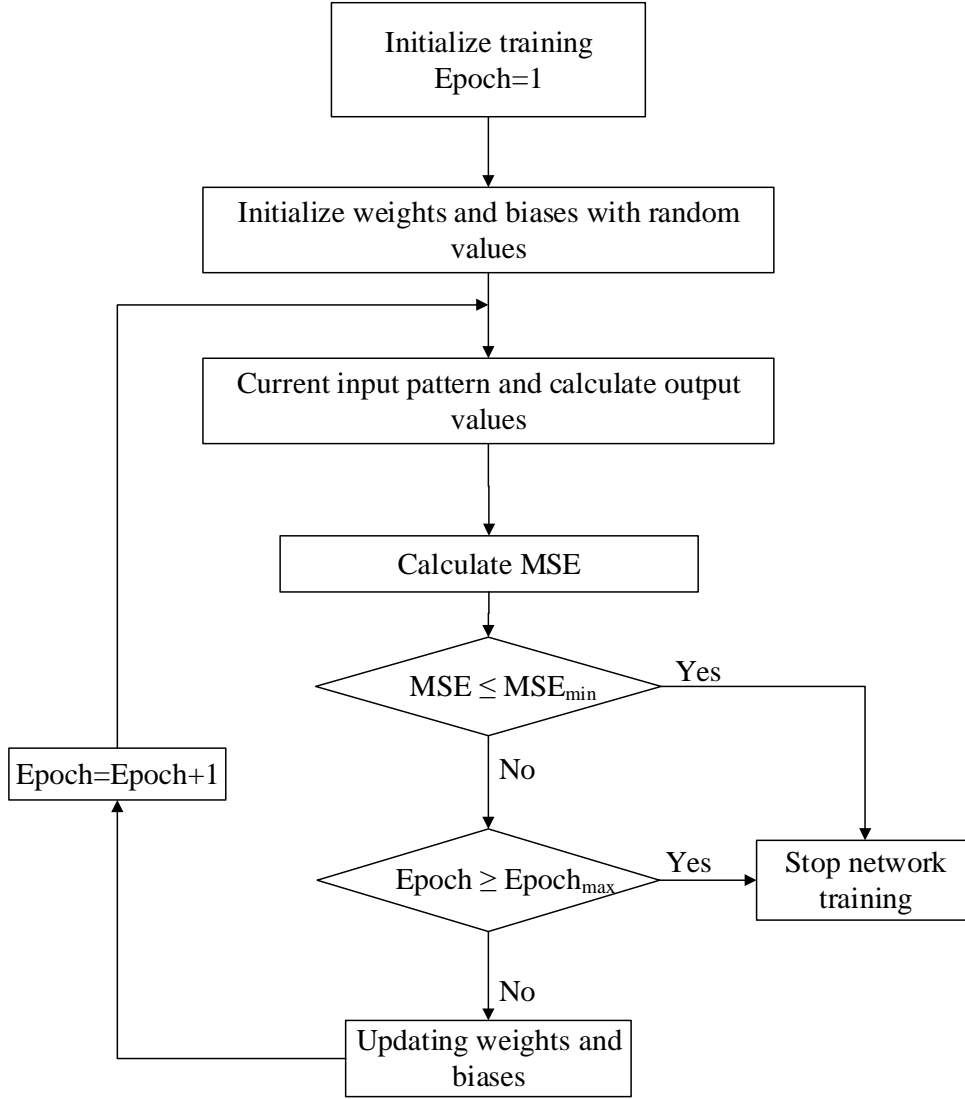 Initialize training
Epoch=1
Initialize weights and biases with random
values
Current input pattern and calculate output
values
Calculate MSE
MSE ≤ MSEmin
Yes
No
Epoch=Epoch+1
Epoch ≥ Epochmax
Yes
Stop network
training
No
Updating weights and
biases